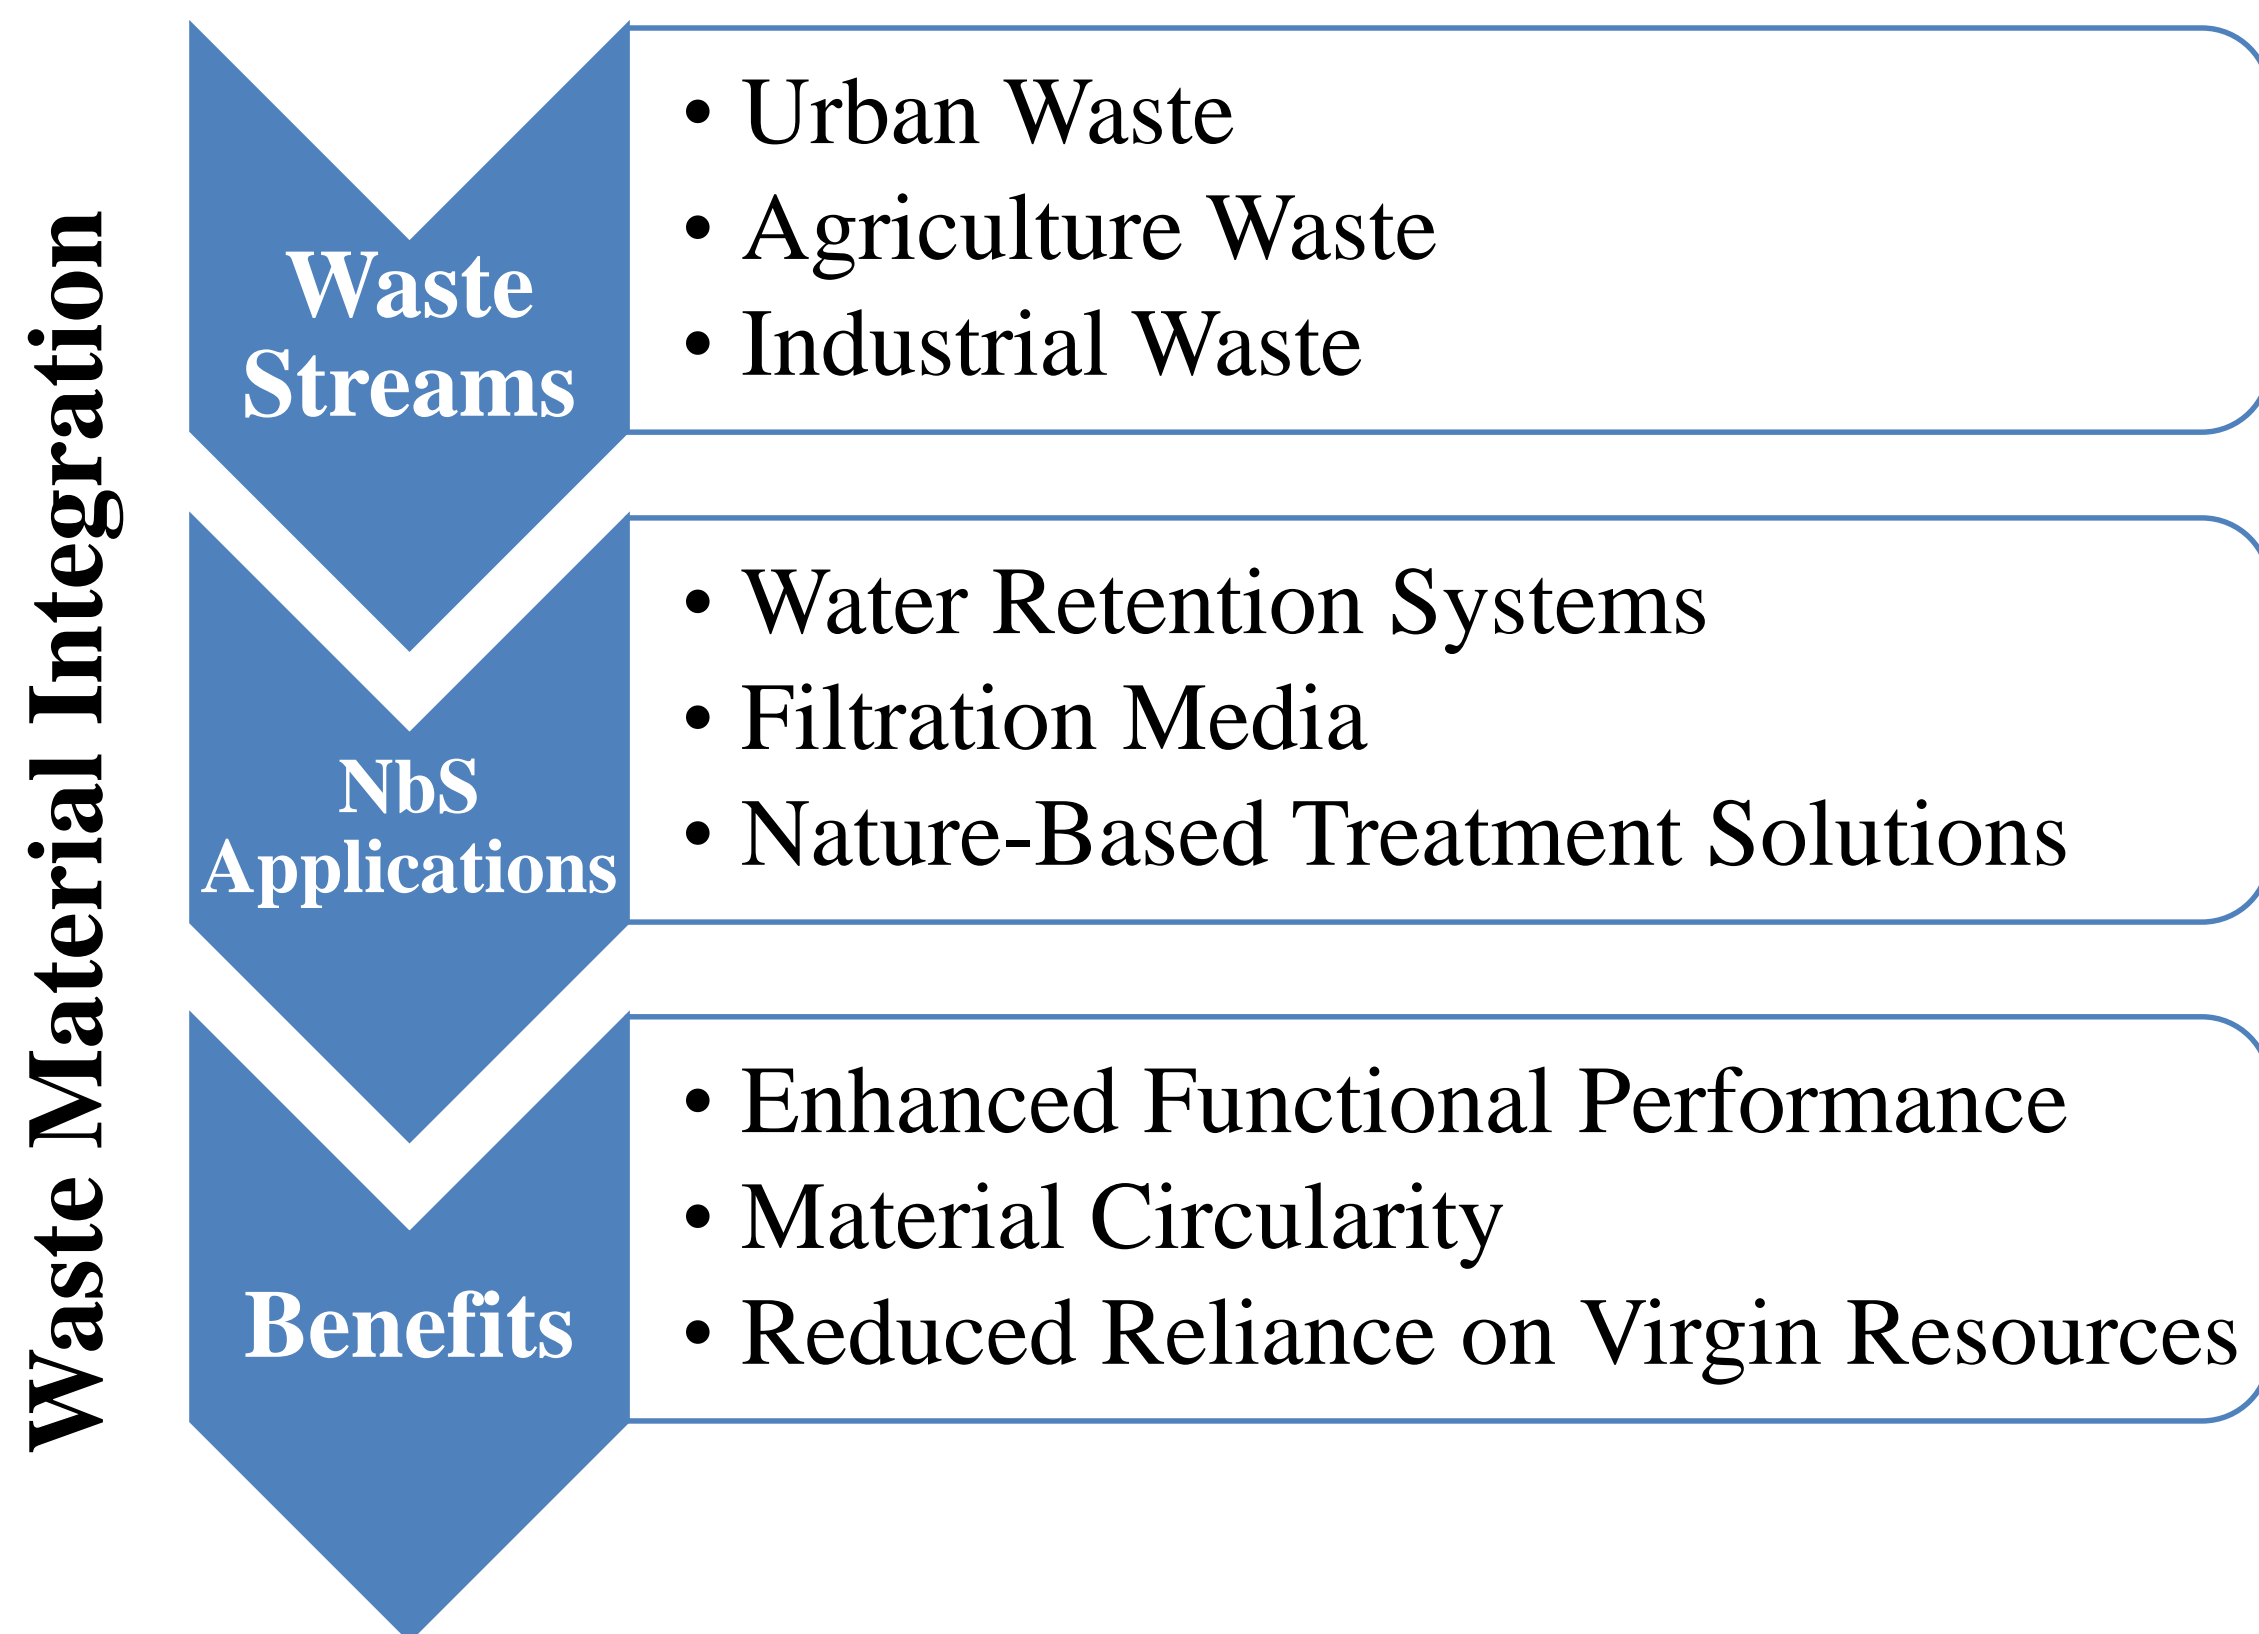 Waste Material Integration
Waste
Streams
• Urban Waste
• Agriculture Waste
• Industrial Waste
NbS
Applications
• Water Retention Systems
• Filtration Media
• Nature-Based Treatment Solutions
Benefits
• Enhanced Functional Performance
• Material Circularity
• Reduced Reliance on Virgin Resources